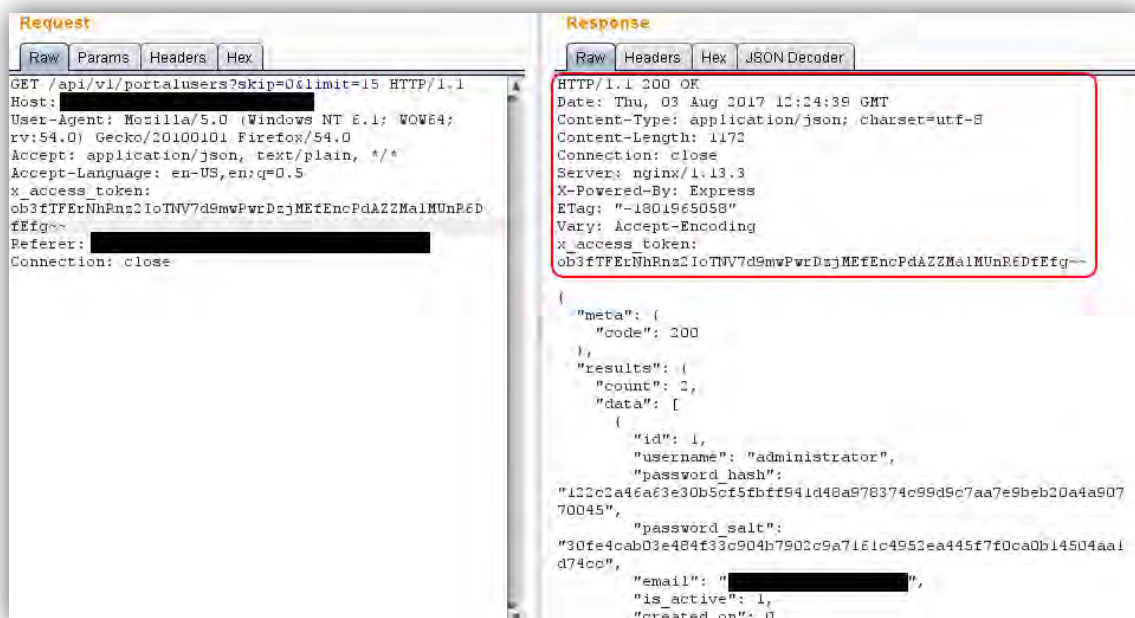 Request
Raw Params Headers Hex
GET /api/v1/portalusers?skip=0&limit=15 HTTP/1.1
Host:
User-Agent: Mozilla/5.0 (Windows NT 6.1; WOW64;
rv:54.0) Gecko/20100101 Firefox/54.0
Accept: application/json, text/plain, */*
Accept-Language: en-US,en;q=0.5
x_access_token:
Referer:
Connection: close
Response
Raw Headers Hex JSON Decoder
HTTP/1.1 200 OK
Date: Thu, 03 Aug 2017 12:24:39 GMT
Content-Type: application/json; charset=utf-8
Content-Length: 1172
Connection: close
Server: nginx/1.13.3
X-Powered-By: Express
ETag: "-1801965058"
Vary: Accept-Encoding
x_access_token:
{
"meta": {
"code": 200
},
"results": {
"count": 2,
"data": [
{
"id": 1,
"username": "administrator",
"password_hash":
70045",
"password_salt":
d74cc",
"email": " ",
"is_active": 1,
"created_on": 0